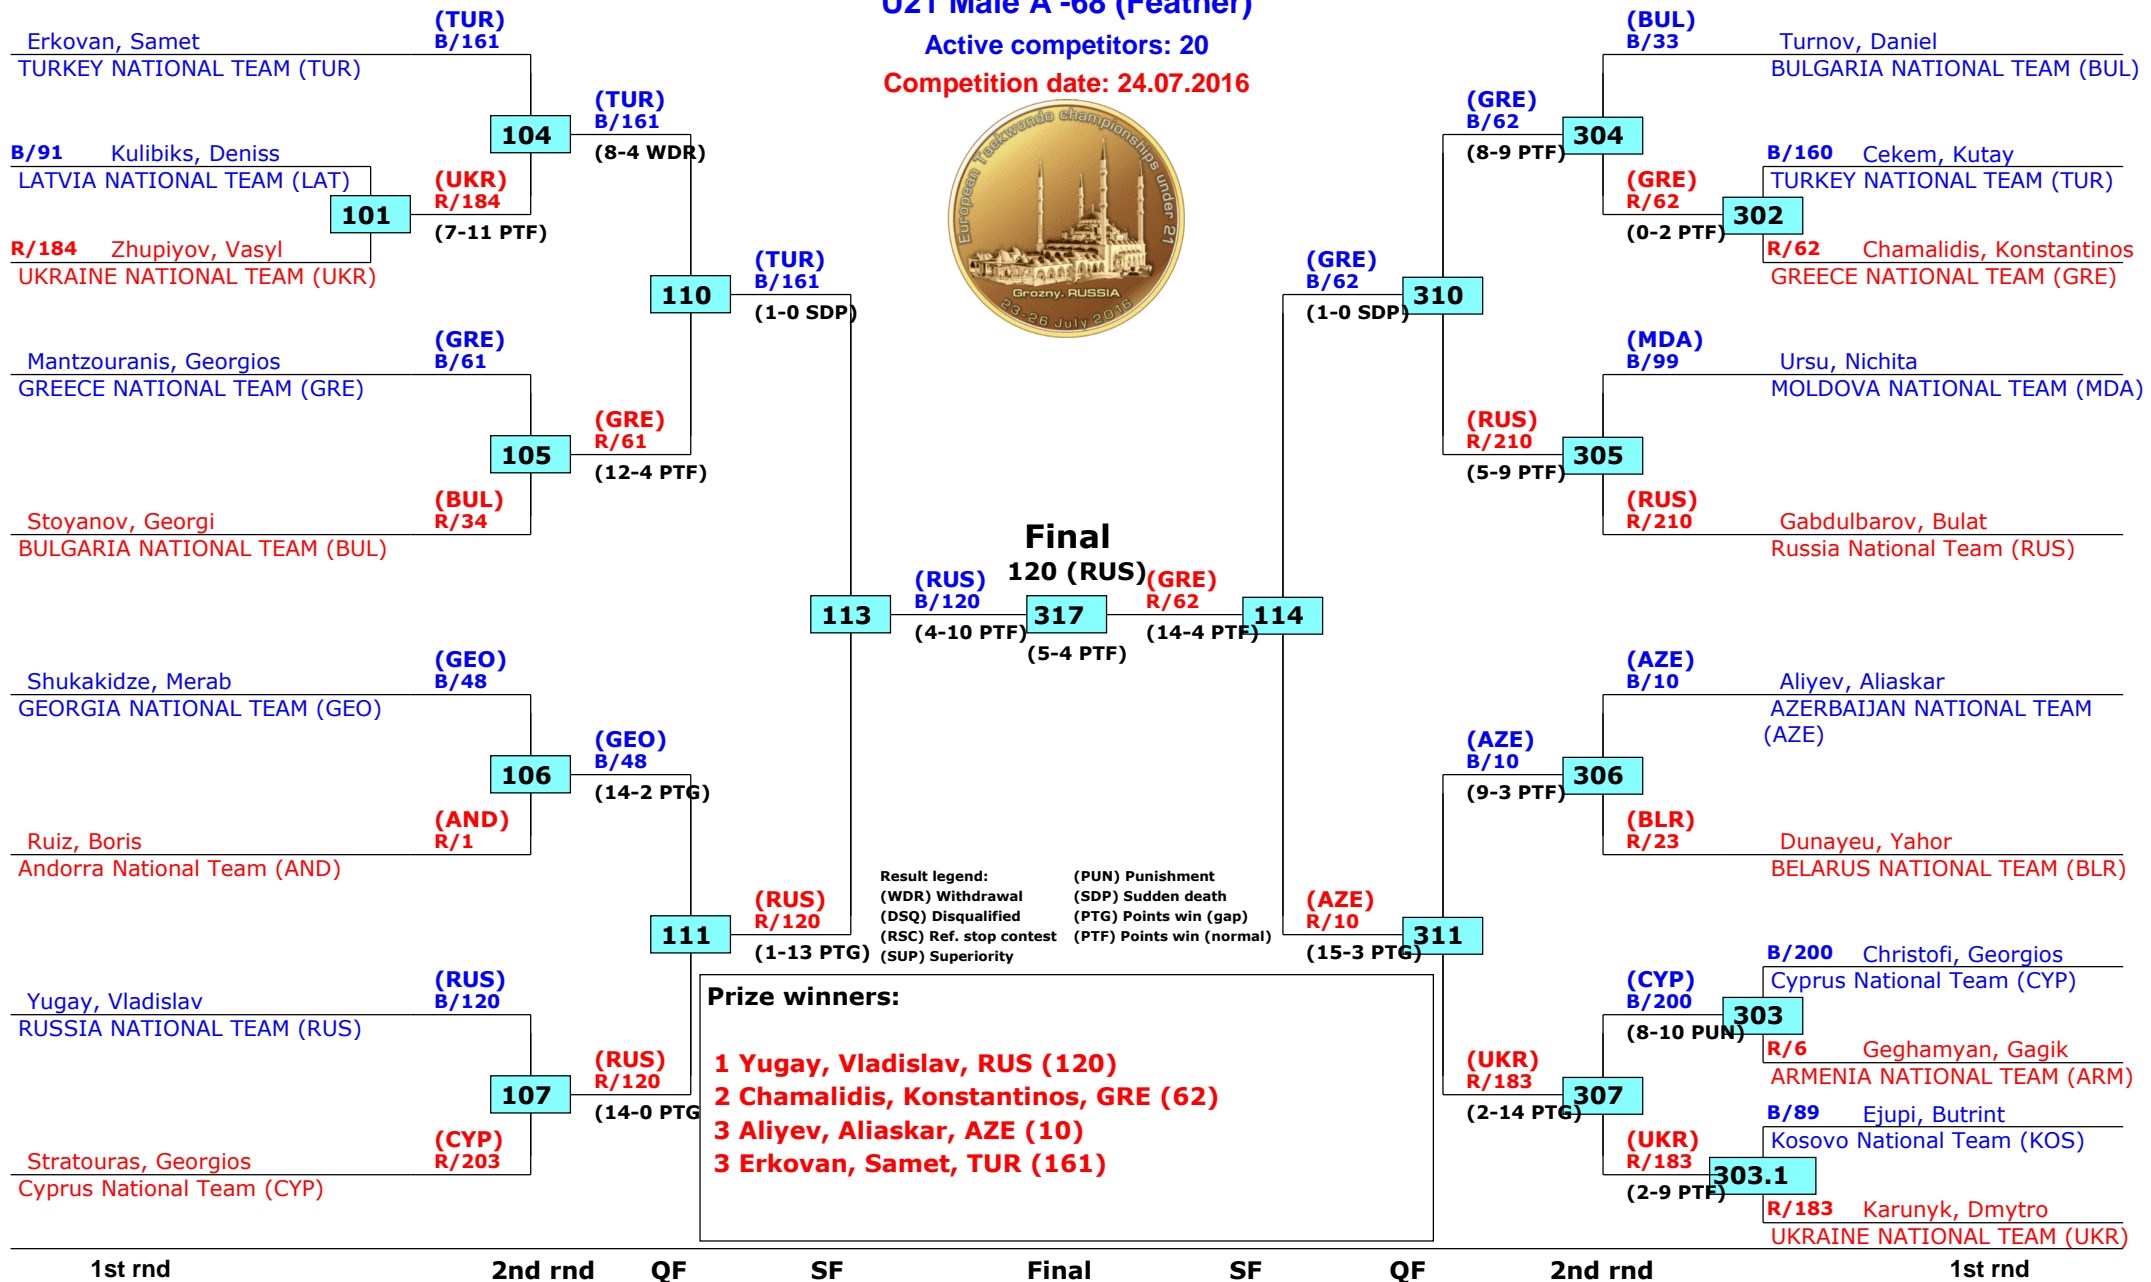 U21 Male A -68 (Feather)
Active competitors: 20
Competition date: 24.07.2016
European Taekwondo championships under 21
Grozny, RUSSIA
23-26 July 2016
(TUR)
B/161
Erkovan, Samet
TURKEY NATIONAL TEAM (TUR)
104
(TUR)
B/161
(8-4 WDR)
B/91 Kulibiks, Deniss
LATVIA NATIONAL TEAM (LAT)
101
(UKR)
R/184
(7-11 PTF)
R/184 Zhupiyov, Vasyl
UKRAINE NATIONAL TEAM (UKR)
110
(TUR)
B/161
(1-0 SDP)
(GRE)
B/61
Mantzouranis, Georgios
GREECE NATIONAL TEAM (GRE)
105
(GRE)
R/61
(12-4 PTF)
(BUL)
R/34
Stoyanov, Georgi
BULGARIA NATIONAL TEAM (BUL)
113
(RUS)
B/120
(4-10 PTF)
(GEO)
B/48
Shukakidze, Merab
GEORGIA NATIONAL TEAM (GEO)
106
(GEO)
B/48
(14-2 PTG)
(AND)
R/1
Ruiz, Boris
Andorra National Team (AND)
111
(RUS)
R/120
(1-13 PTG)
(RUS)
B/120
Yugay, Vladislav
RUSSIA NATIONAL TEAM (RUS)
107
(RUS)
R/120
(14-0 PTG
(CYP)
R/203
Stratouras, Georgios
Cyprus National Team (CYP)
Final
120 (RUS)
317
(5-4 PTF)
(GRE)
R/62
(14-4 PTF)
114
(BUL)
B/33
Turnov, Daniel
BULGARIA NATIONAL TEAM (BUL)
(GRE)
B/62
(8-9 PTF)
304
B/160 Cekem, Kutay
TURKEY NATIONAL TEAM (TUR)
(GRE)
R/62
(0-2 PTF)
302
R/62 Chamalidis, Konstantinos
GREECE NATIONAL TEAM (GRE)
(GRE)
B/62
(1-0 SDP)
310
(MDA)
B/99
Ursu, Nichita
MOLDOVA NATIONAL TEAM (MDA)
(RUS)
R/210
(5-9 PTF)
305
(RUS)
R/210
Gabdulbarov, Bulat
Russia National Team (RUS)
(AZE)
B/10
Aliyev, Aliaskar
AZERBAIJAN NATIONAL TEAM
(AZE)
(AZE)
B/10
(9-3 PTF)
306
(BLR)
R/23
Dunayeu, Yahor
BELARUS NATIONAL TEAM (BLR)
(AZE)
R/10
(15-3 PTG)
311
B/200 Christofi, Georgios
Cyprus National Team (CYP)
(CYP)
B/200
(8-10 PUN)
303
R/6 Geghamyan, Gagik
ARMENIA NATIONAL TEAM (ARM)
(UKR)
R/183
(2-14 PTG)
307
B/89 Ejupi, Butrint
Kosovo National Team (KOS)
(UKR)
R/183
(2-9 PTF)
303.1
R/183 Karunyk, Dmytro
UKRAINE NATIONAL TEAM (UKR)
Result legend: (PUN) Punishment
(WDR) Withdrawal (SDP) Sudden death
(DSQ) Disqualified (PTG) Points win (gap)
(RSC) Ref. stop contest (PTF) Points win (normal)
(SUP) Superiority
Prize winners:
1 Yugay, Vladislav, RUS (120)
2 Chamalidis, Konstantinos, GRE (62)
3 Aliyev, Aliaskar, AZE (10)
3 Erkovan, Samet, TUR (161)
1st rnd 2nd rnd QF SF Final SF QF 2nd rnd 1st rnd